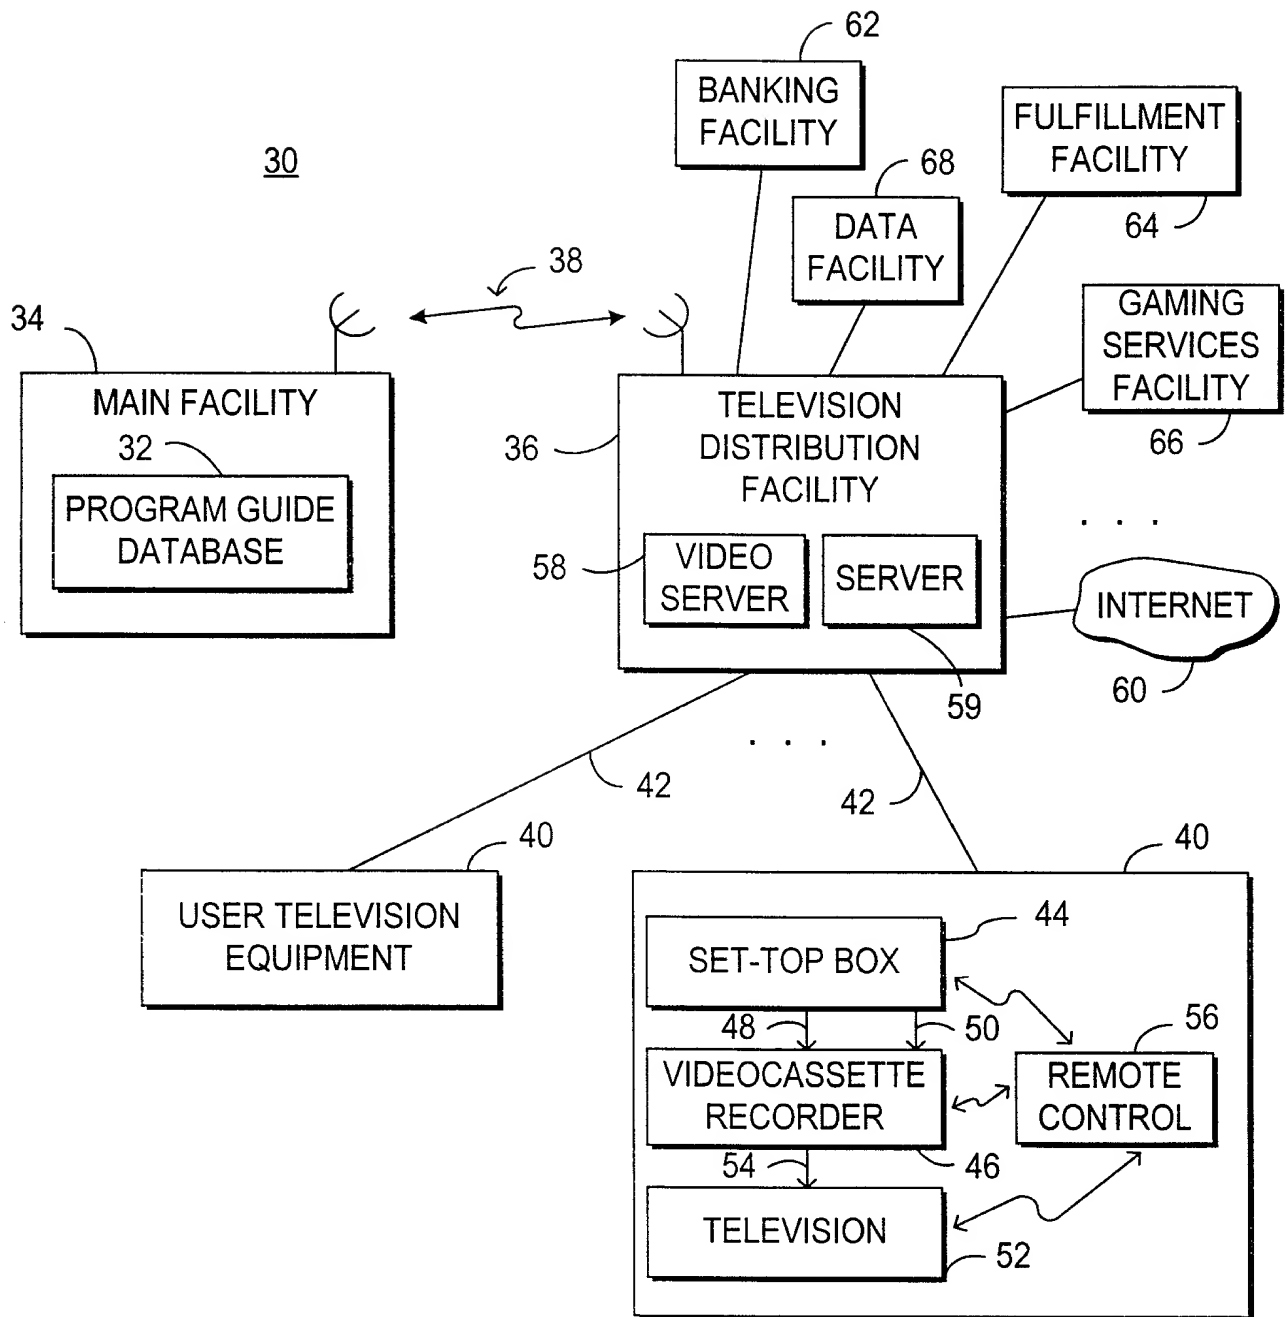 62
BANKING
FACILITY
FULFILLMENT
FACILITY
64
30
68
DATA
FACILITY
38
34
GAMING
SERVICES
FACILITY
66
MAIN FACILITY
32
PROGRAM GUIDE
DATABASE
36
TELEVISION
DISTRIBUTION
FACILITY
58
VIDEO
SERVER
SERVER
59
. . .
INTERNET
60
. . .
42
42
40
USER TELEVISION
EQUIPMENT
40
44
SET-TOP BOX
48
50
56
VIDEOCASSETTE
RECORDER
REMOTE
CONTROL
54
46
TELEVISION
52